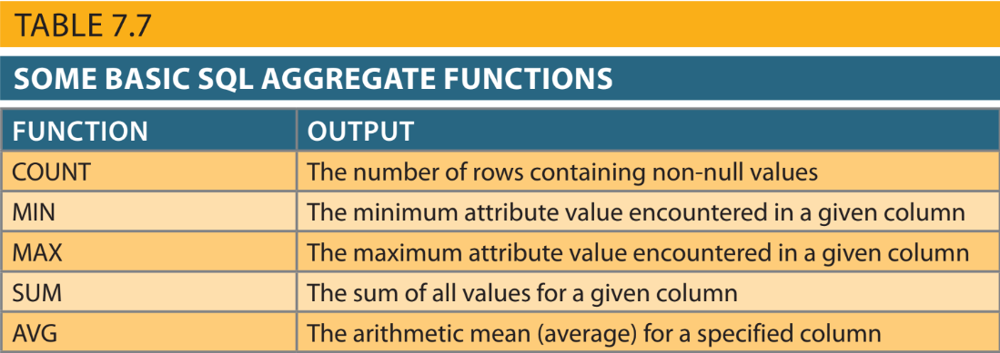 TABLE 7.7
SOME BASIC SQL AGGREGATE FUNCTIONS
FUNCTION OUTPUT
COUNT The number of rows containing non-null values
MIN The minimum attribute value encountered in a given column
MAX The maximum attribute value encountered in a given column
SUM The sum of all values for a given column
AVG The arithmetic mean (average) for a specified column